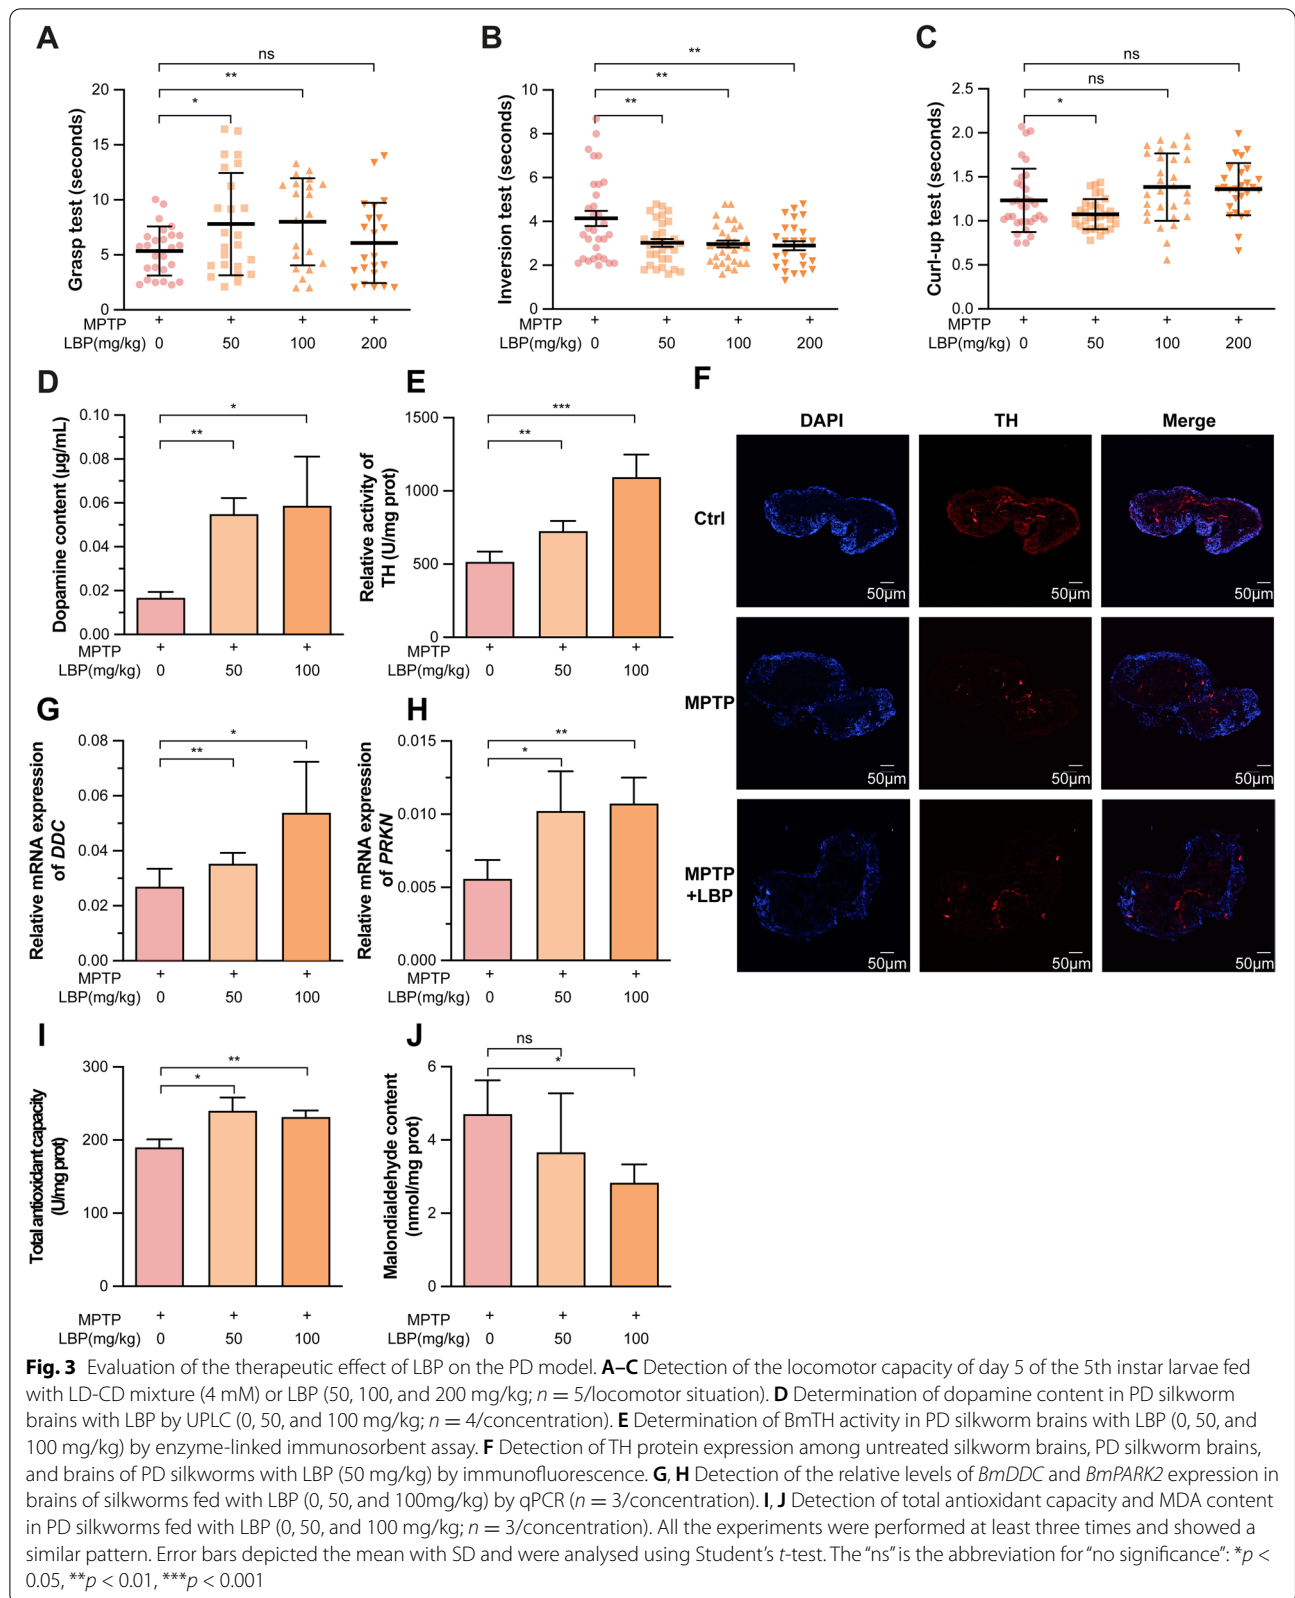 A
B
C
ns
**
*
Grasp test (seconds)
20
15
10
5
0
MPTP + + + +
LBP(mg/kg) 0 50 100 200
**
**
**
Inversion test (seconds)
10
8
6
4
2
0
+ + + +
0 50 100 200
ns
ns
*
Curl-up test (seconds)
2.5
2.0
1.5
1.0
0.5
0.0
+ + + +
0 50 100 200
D
E
F
*
**
Dopamine content (μg/mL)
0.10
0.08
0.06
0.04
0.02
0.00
MPTP + + +
LBP(mg/kg) 0 50 100
***
**
Relative activity of
TH (U/mg prot)
1500
1000
500
0
MPTP + + +
LBP(mg/kg) 0 50 100
DAPI TH Merge
Ctrl
50μm 50μm 50μm
MPTP
50μm 50μm 50μm
MPTP
+LBP
50μm 50μm 50μm
G
H
*
**
Relative mRNA expression
of DDC
0.08
0.06
0.04
0.02
0.00
MPTP + + +
LBP(mg/kg) 0 50 100
**
*
Relative mRNA expression
of PRKN
0.015
0.010
0.005
0.000
MPTP + + +
LBP(mg/kg) 0 50 100
I
J
**
*
Total antioxidant capacity
(U/mg prot)
300
200
100
0
MPTP + + +
LBP(mg/kg) 0 50 100
ns
*
Malondialdehyde content
(nmol/mg prot)
6
4
2
0
MPTP + + +
LBP(mg/kg) 0 50 100
Fig. 3 Evaluation of the therapeutic effect of LBP on the PD model. A–C Detection of the locomotor capacity of day 5 of the 5th instar larvae fed
with LD-CD mixture (4 mM) or LBP (50, 100, and 200 mg/kg; n = 5/locomotor situation). D Determination of dopamine content in PD silkworm
brains with LBP by UPLC (0, 50, and 100 mg/kg; n = 4/concentration). E Determination of BmTH activity in PD silkworm brains with LBP (0, 50, and
100 mg/kg) by enzyme-linked immunosorbent assay. F Detection of TH protein expression among untreated silkworm brains, PD silkworm brains,
and brains of PD silkworms with LBP (50 mg/kg) by immunofluorescence. G, H Detection of the relative levels of BmDDC and BmPARK2 expression in
brains of silkworms fed with LBP (0, 50, and 100mg/kg) by qPCR (n = 3/concentration). I, J Detection of total antioxidant capacity and MDA content
in PD silkworms fed with LBP (0, 50, and 100 mg/kg; n = 3/concentration). All the experiments were performed at least three times and showed a
similar pattern. Error bars depicted the mean with SD and were analysed using Student's t-test. The "ns" is the abbreviation for "no significance": *p <
0.05, **p < 0.01, ***p < 0.001